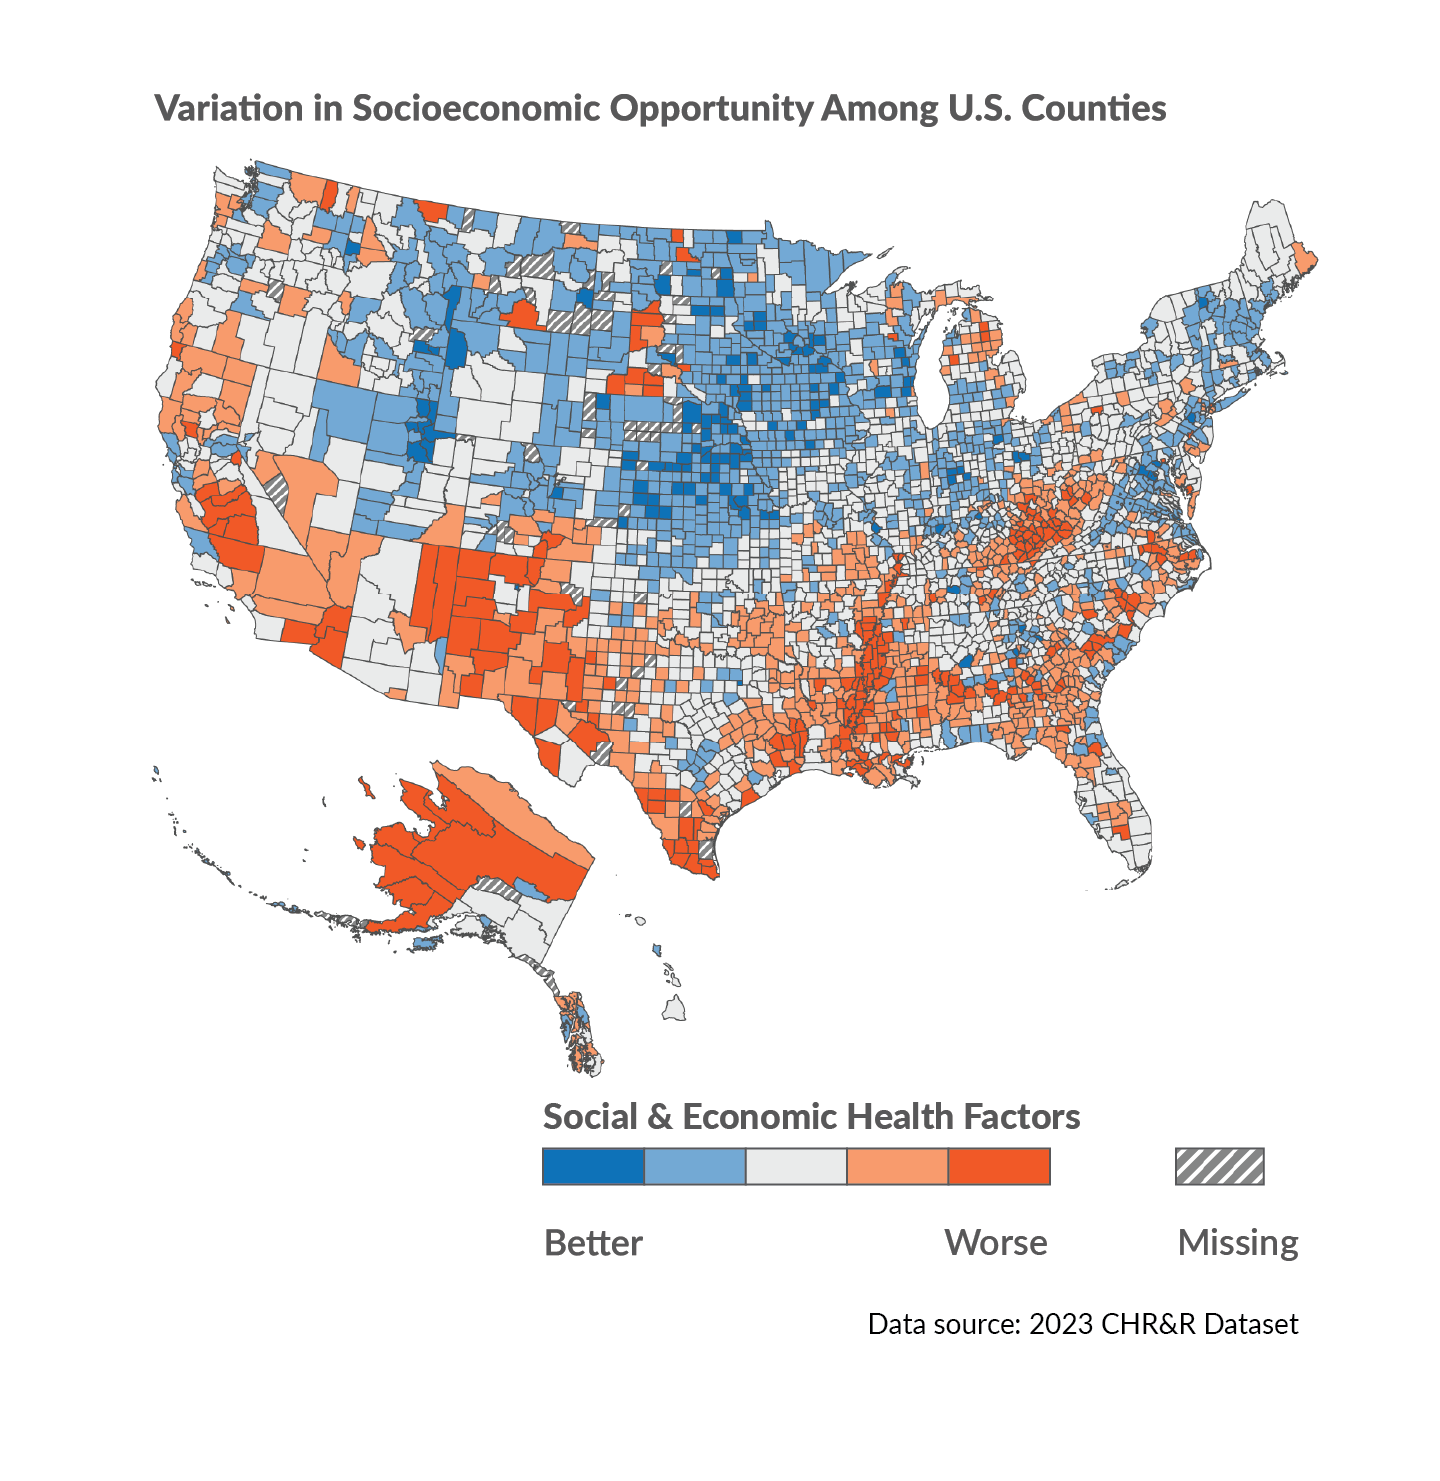 Variation in Socioeconomic Opportunity Among U.S. Counties
Social & Economic Health Factors
Better Worse Missing
Data source: 2023 CHR&R Dataset